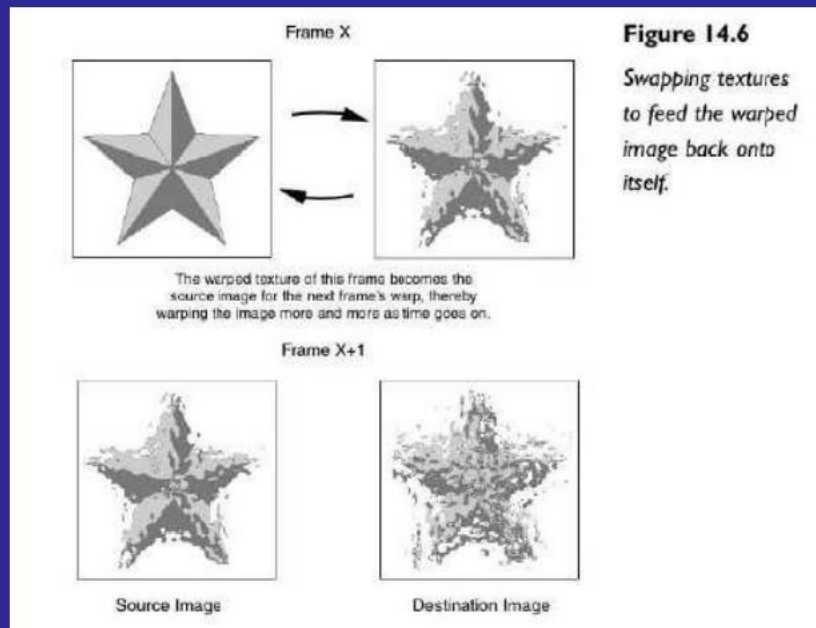 Frame X
Figure 14.6
Swapping textures
to feed the warped
image back onto
itself.
The warped texture of this frame becomes the
source image for the next frame's warp, thereby
warping the image more and more as time goes on.
Frame X+1
Source Image
Destination Image